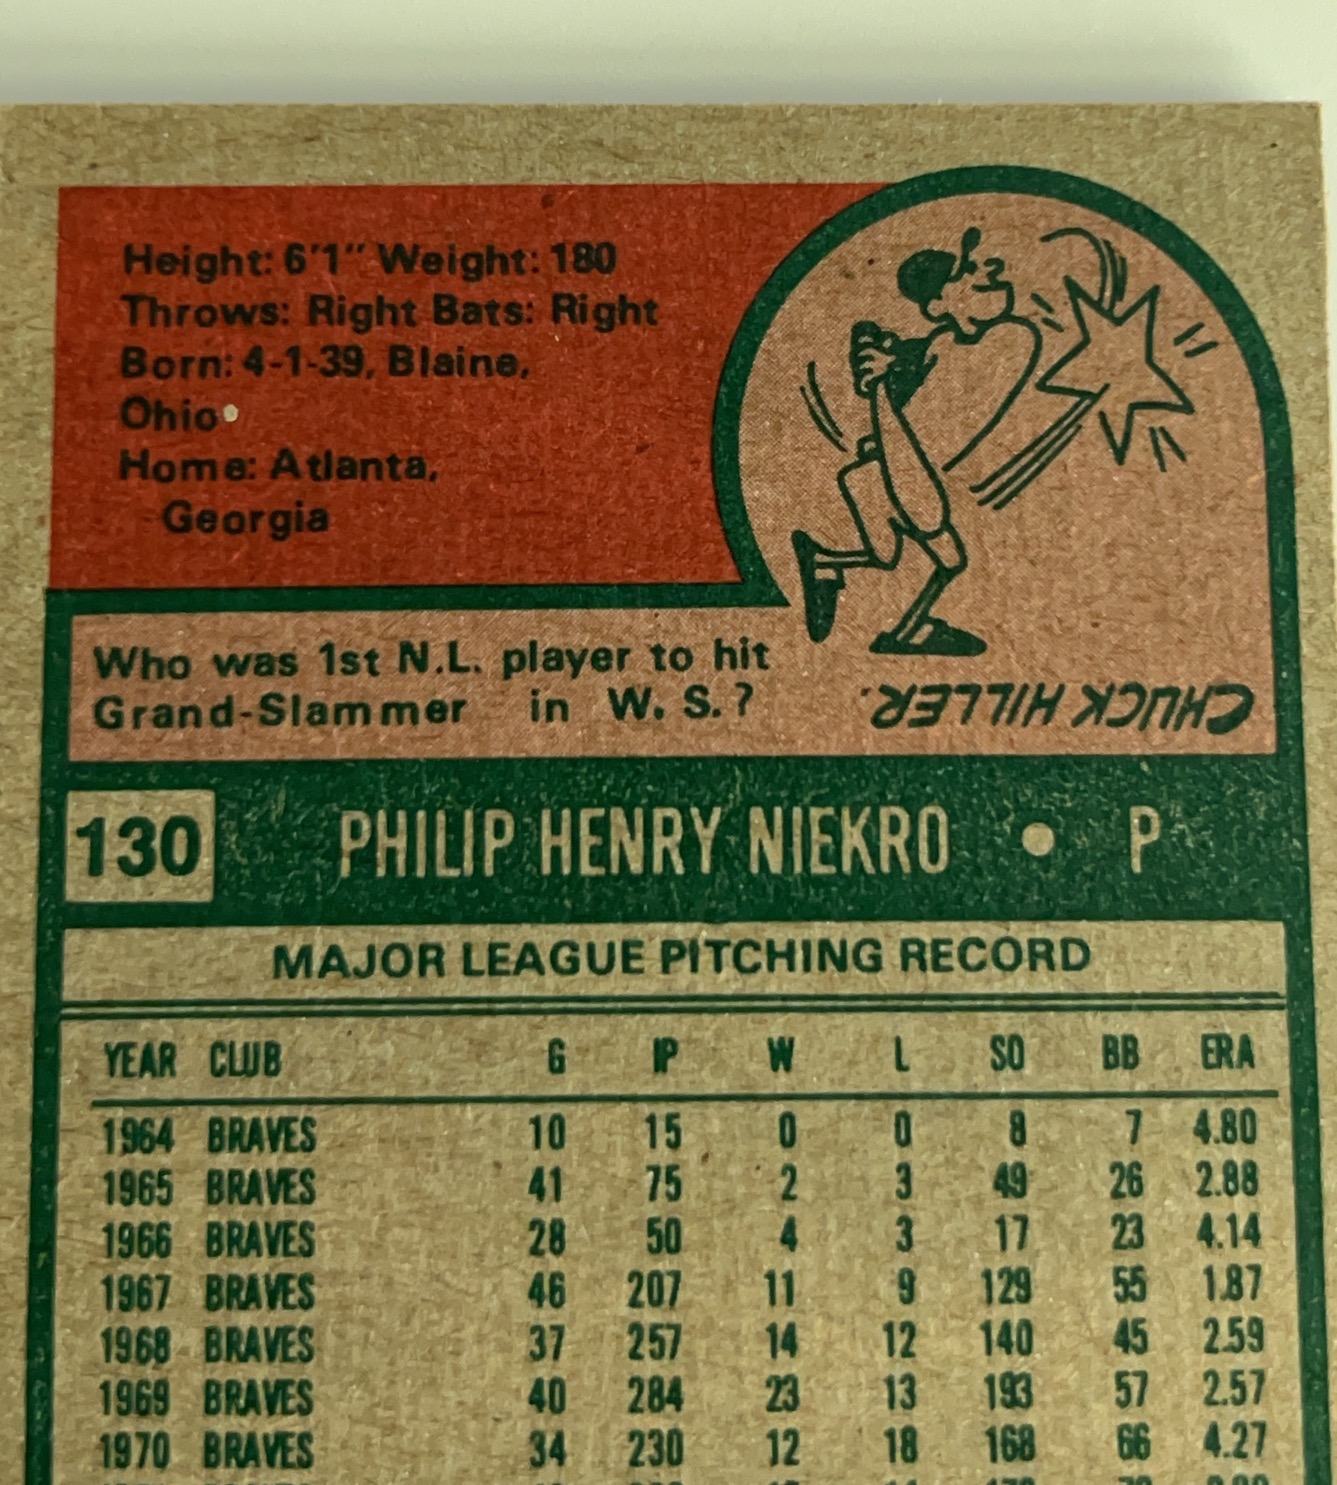 Height: 6'1" Weight: 180
Throws: Right Bats: Right
Born: 4-1-39, Blaine,
Ohio
Home: Atlanta,
Georgia
Who was 1st N.L. player to hit
Grand-Slammer in W. S.?
CHUCK HILLER.
130 PHILIP HENRY NIEKRO • P
MAJOR LEAGUE PITCHING RECORD
YEAR CLUB G IP W L SO BB ERA
1964 BRAVES 10 15 0 0 8 7 4.80
1965 BRAVES 41 75 2 3 49 26 2.88
1966 BRAVES 28 50 4 3 17 23 4.14
1967 BRAVES 46 207 11 9 129 55 1.87
1968 BRAVES 37 257 14 12 140 45 2.59
1969 BRAVES 40 284 23 13 193 57 2.57
1970 BRAVES 34 230 12 18 168 66 4.27